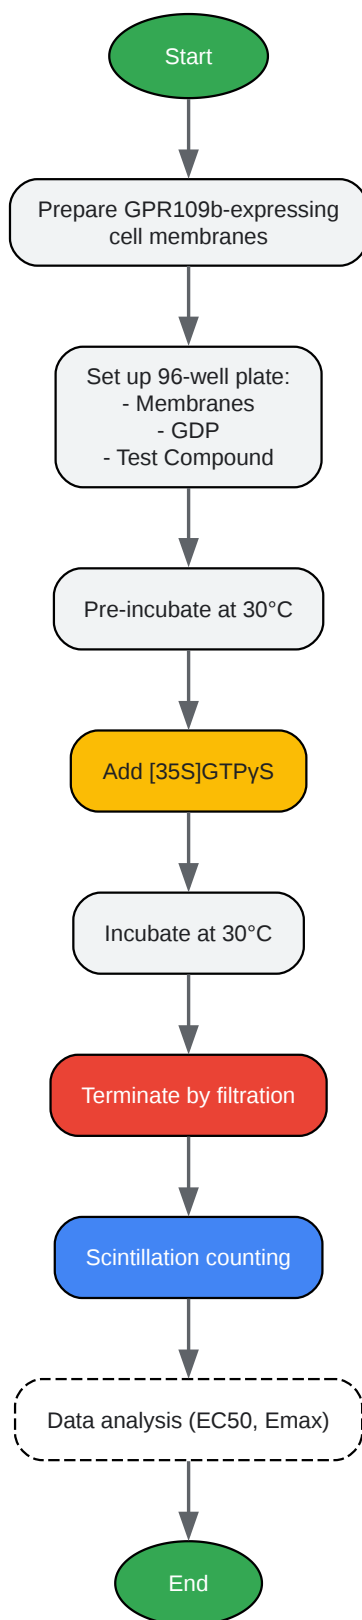 Start
Prepare GPR109b-expressing
cell membranes
Set up 96-well plate:
- Membranes
- GDP
- Test Compound
Pre-incubate at 30°C
Add [35S]GTPγS
Incubate at 30°C
Terminate by filtration
Scintillation counting
Data analysis (EC50, Emax)
End